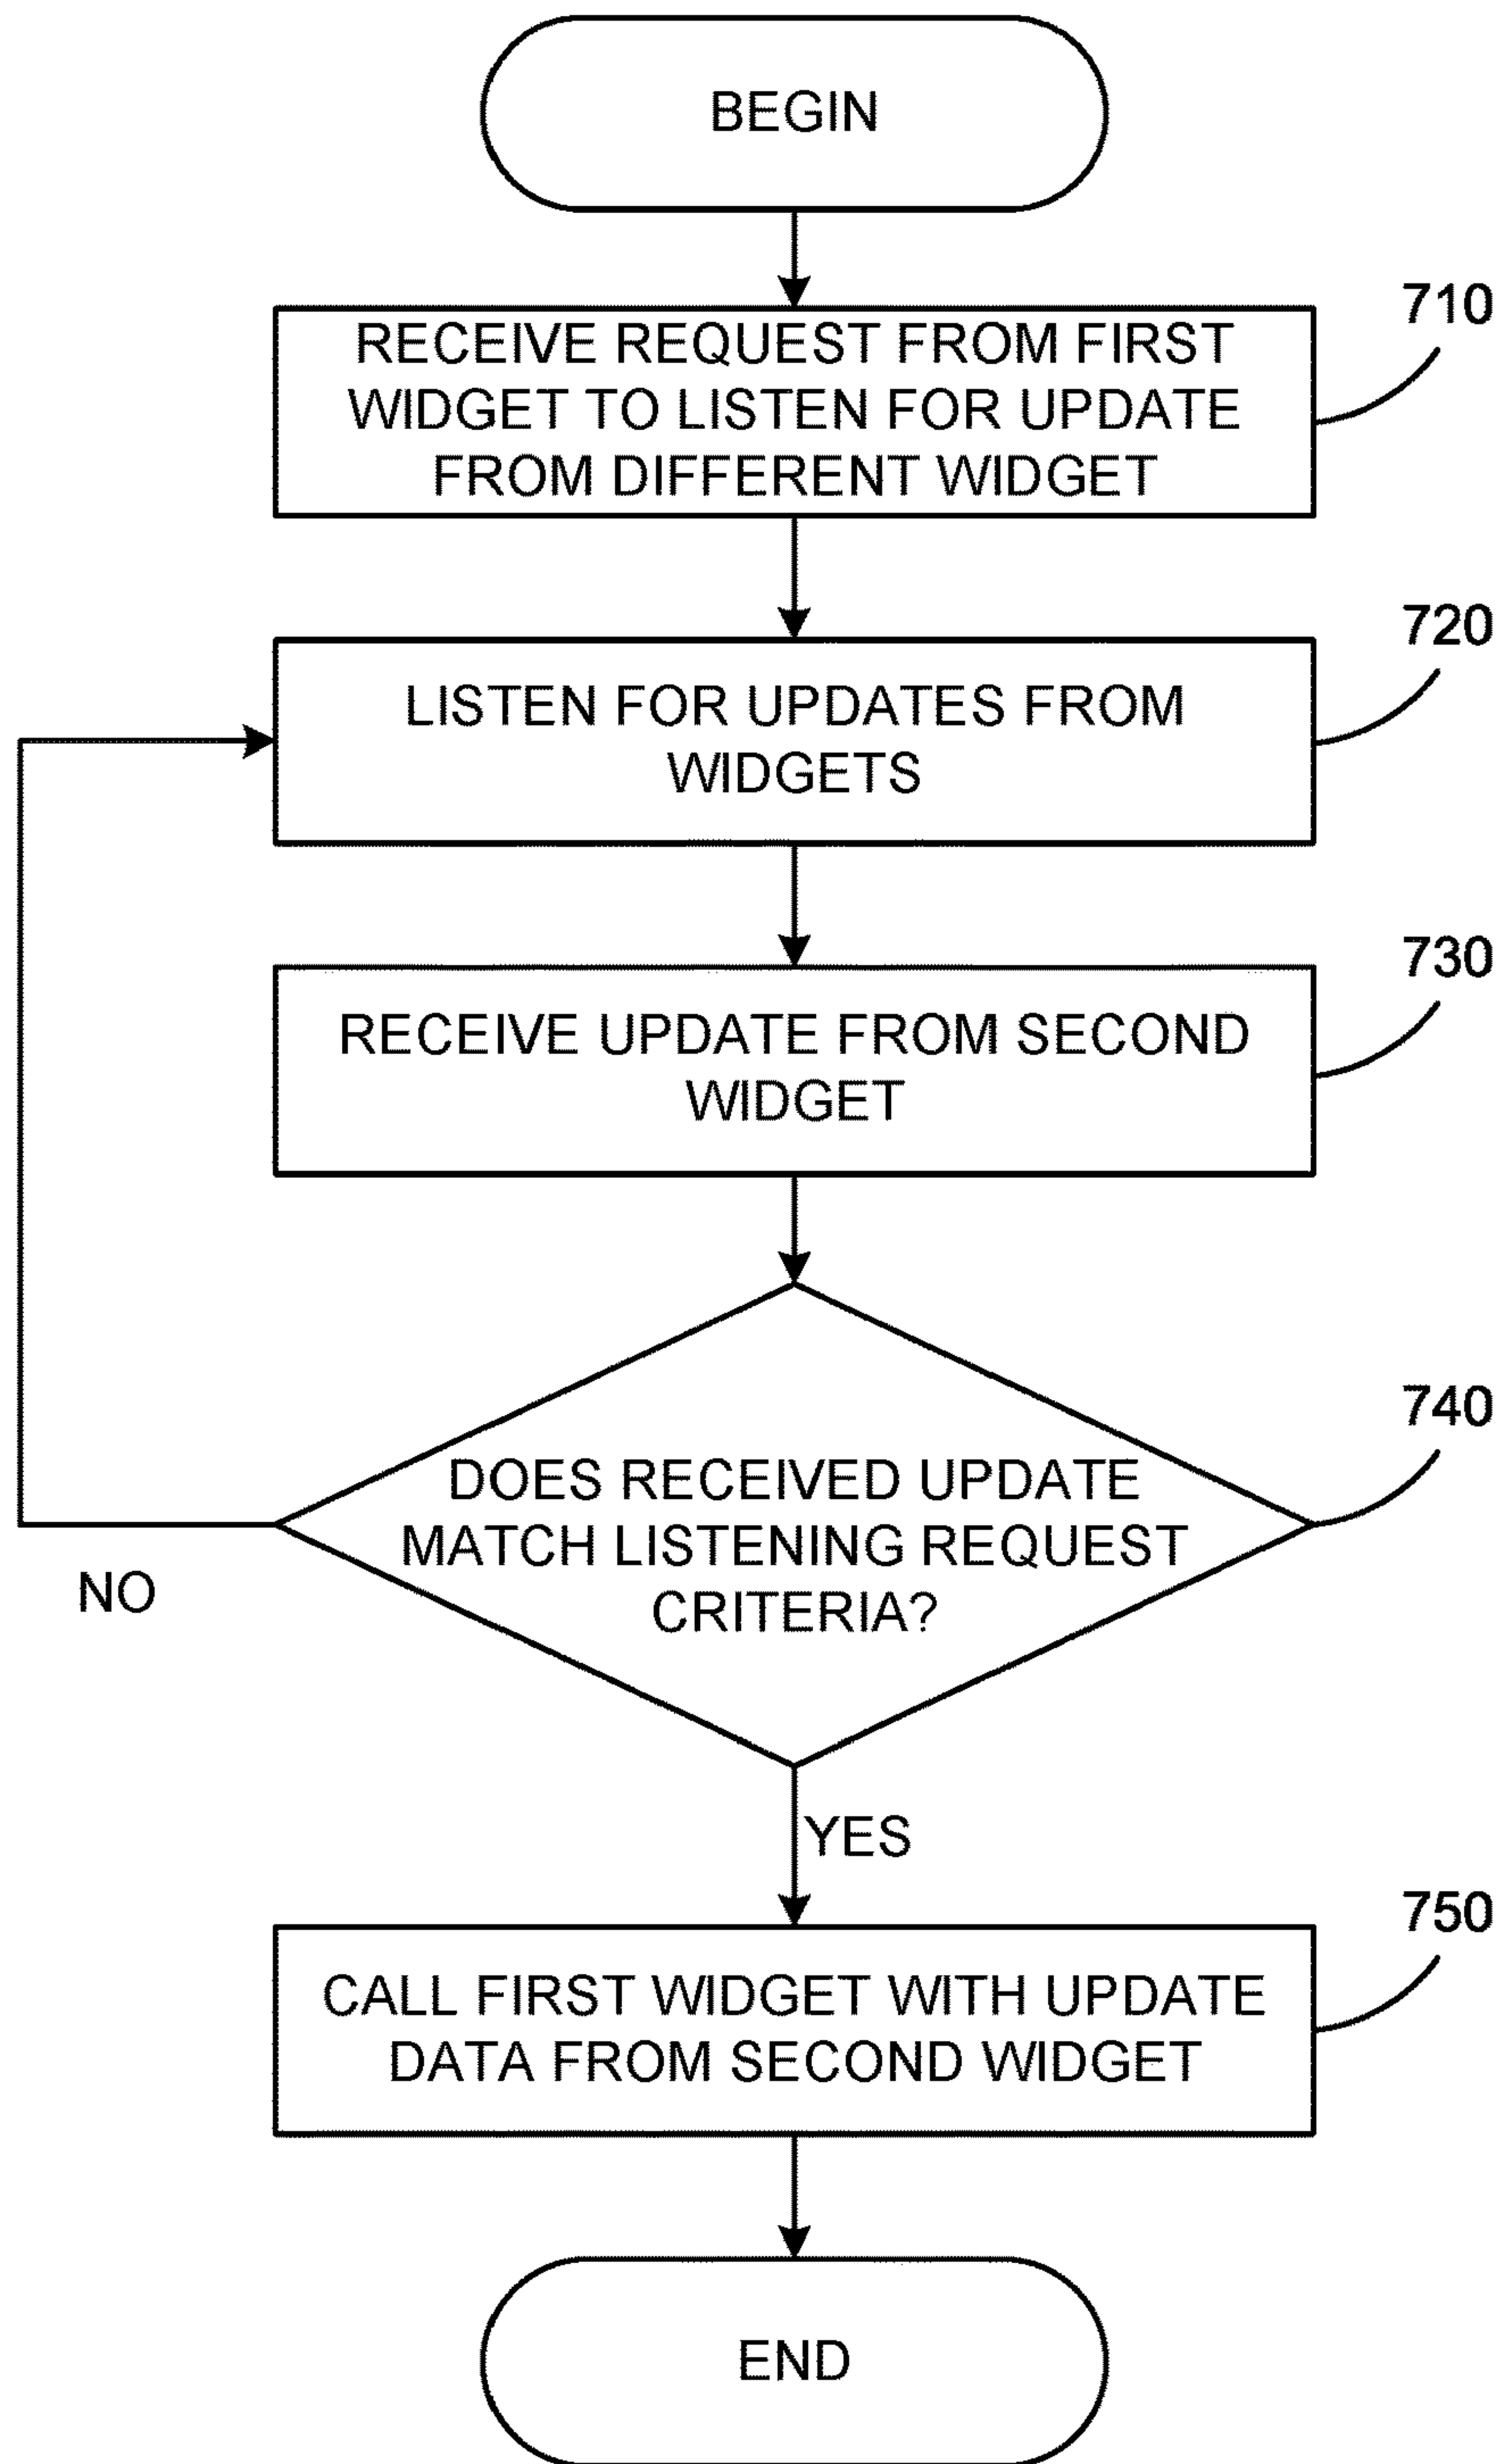 BEGIN
710
RECEIVE REQUEST FROM FIRST
WIDGET TO LISTEN FOR UPDATE
FROM DIFFERENT WIDGET
720
LISTEN FOR UPDATES FROM
WIDGETS
730
RECEIVE UPDATE FROM SECOND
WIDGET
740
DOES RECEIVED UPDATE
MATCH LISTENING REQUEST
CRITERIA?
NO
YES
750
CALL FIRST WIDGET WITH UPDATE
DATA FROM SECOND WIDGET
END